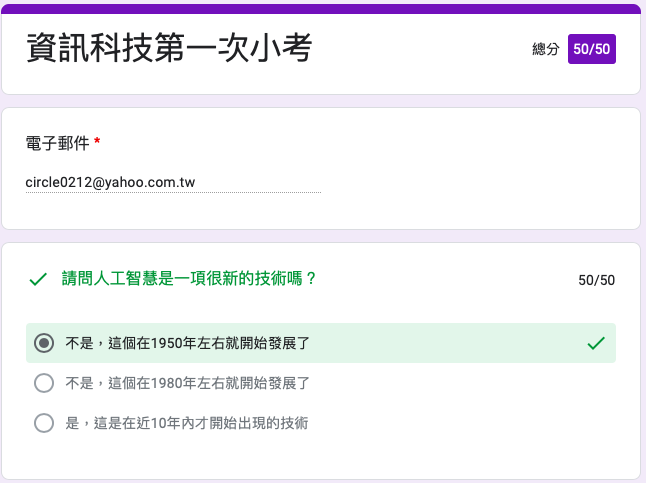 資訊科技第一次小考
總分 50/50
電子郵件 *
circle0212@yahoo.com.tw
請問人工智慧是一項很新的技術嗎？ 50/50
不是，這個在1950年左右就開始發展了
不是，這個在1980年左右就開始發展了
是，這是在近10年內才開始出現的技術